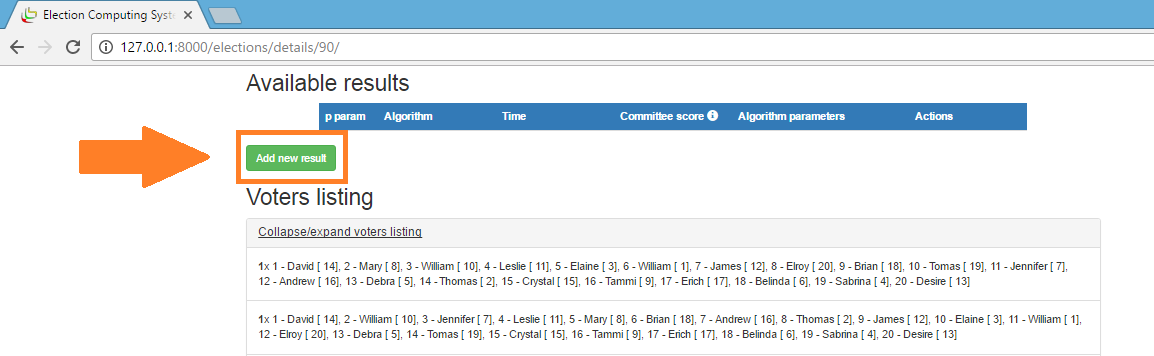 Election Computing Syst
127.0.0.1:8000/elections/details/90/
Available results
p param Algorithm Time Committee score Algorithm parameters Actions
Add new result
Voters listing
Collapse/expand voters listing
1x 1 - David [ 14], 2 - Mary [ 8], 3 - William [ 10], 4 - Leslie [ 11], 5 - Elaine [ 3], 6 - William [ 1], 7 - James [ 12], 8 - Elroy [ 20], 9 - Brian [ 18], 10 - Tomas [ 19], 11 - Jennifer [ 7],
12 - Andrew [ 16], 13 - Debra [ 5], 14 - Thomas [ 2], 15 - Crystal [ 15], 16 - Tammi [ 9], 17 - Erich [ 17], 18 - Belinda [ 6], 19 - Sabrina [ 4], 20 - Desire [ 13]
1x 1 - David [ 14], 2 - William [ 10], 3 - Jennifer [ 7], 4 - Leslie [ 11], 5 - Mary [ 8], 6 - Brian [ 18], 7 - Andrew [ 16], 8 - Thomas [ 2], 9 - James [ 12], 10 - Elaine [ 3], 11 - William [ 1],
12 - Elroy [ 20], 13 - Debra [ 5], 14 - Tomas [ 19], 15 - Crystal [ 15], 16 - Tammi [ 9], 17 - Erich [ 17], 18 - Belinda [ 6], 19 - Sabrina [ 4], 20 - Desire [ 13]